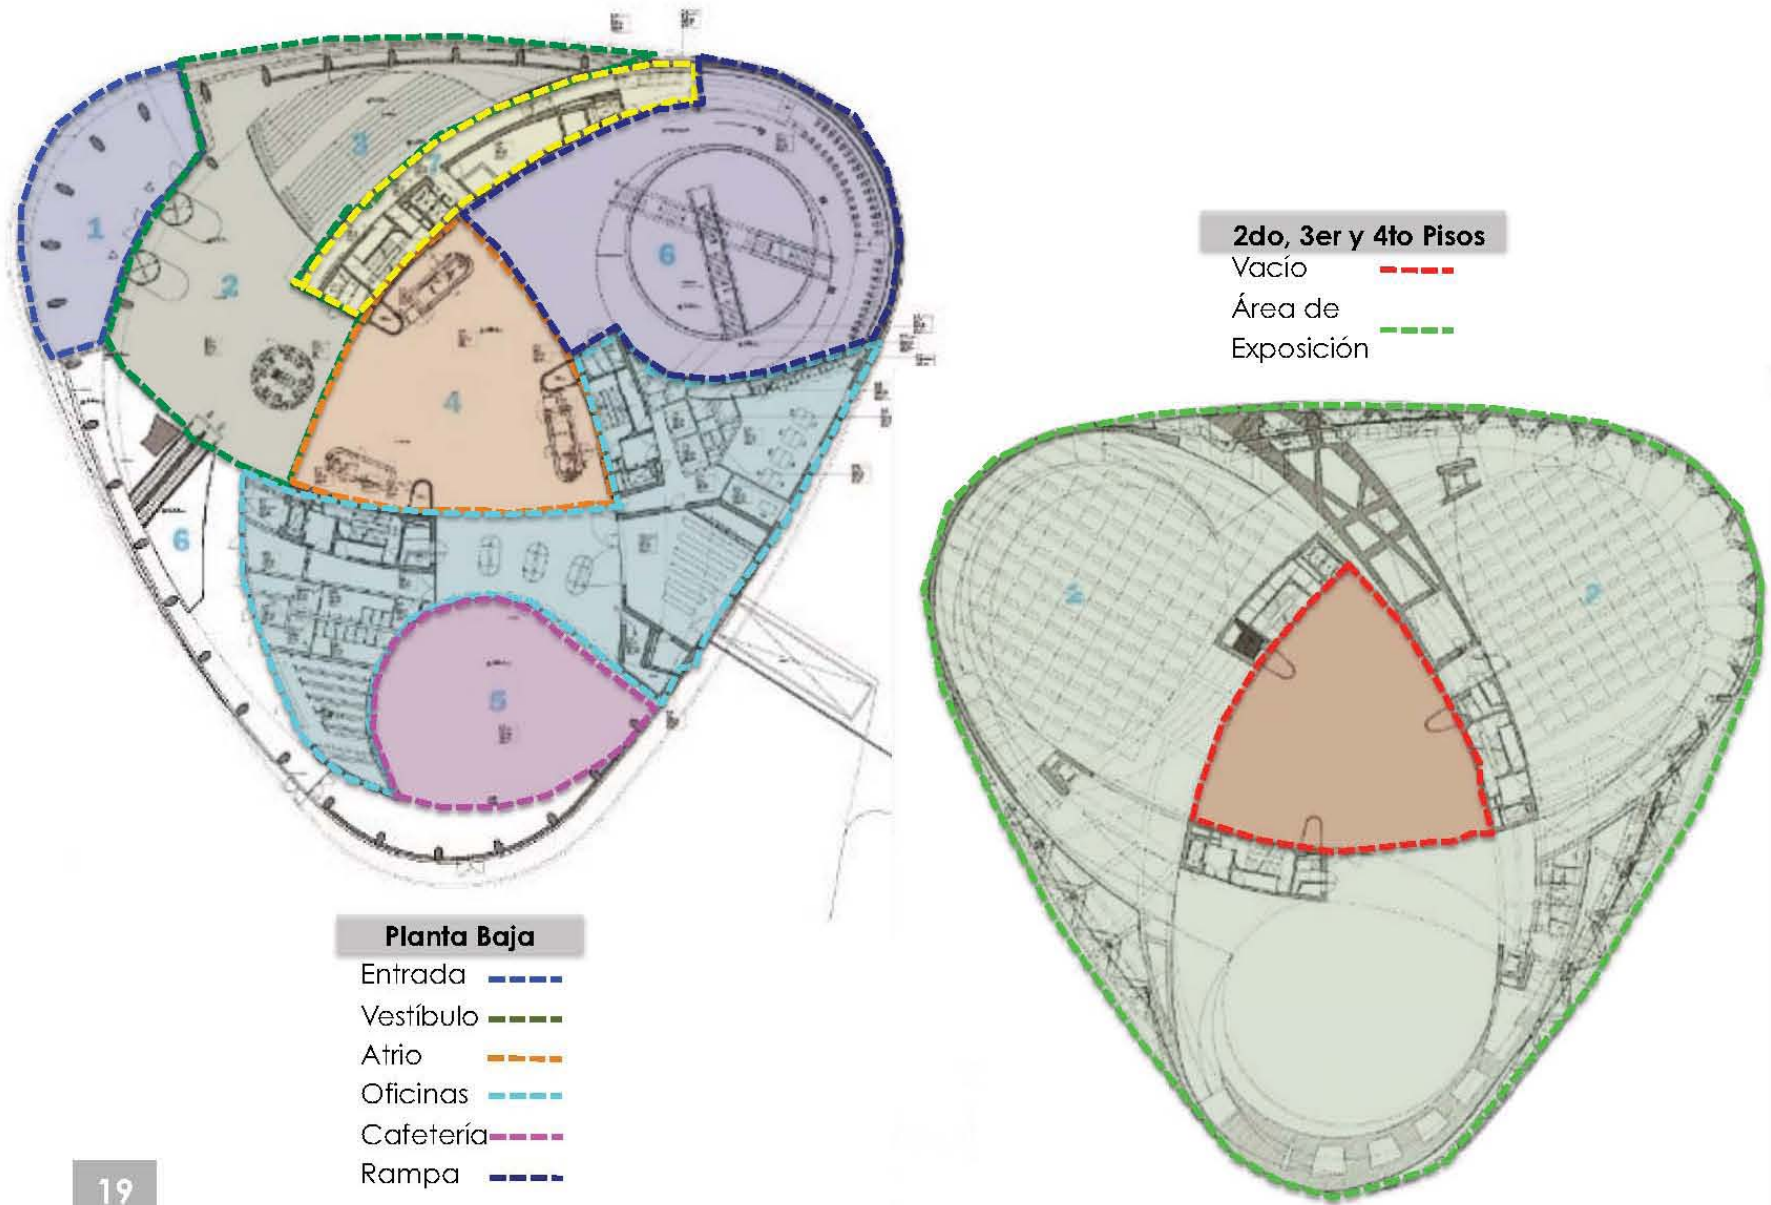 1
2
3
7
6
4
5
6
2do, 3er y 4to Pisos
Vacío
Área de
Exposición
2
2
Planta Baja
Entrada
Vestíbulo
Atrio
Oficinas
Cafetería
Rampa
19